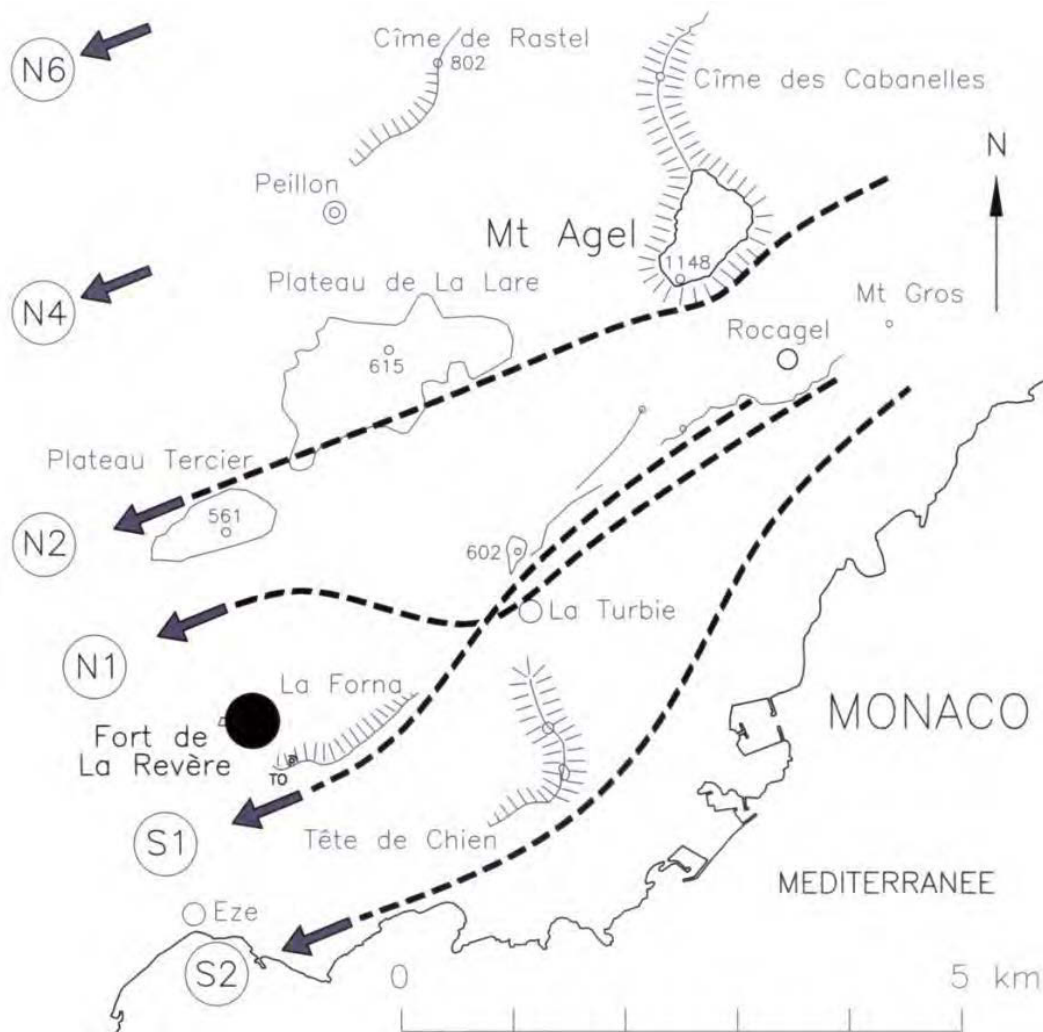 N6
Cîme de Rastel
802
Cîme des Cabanelles
N
Peillon
Mt Agel
1148
N4
Plateau de La Lare
Mt Gros
Rocagel
615
Plateau Tercier
561
N2
602
La Turbie
N1
La Forna
MONACO
Fort de
La Revère
TO
S1
Tête de Chien
MEDITERRANEE
Eze
S2
0
5 km